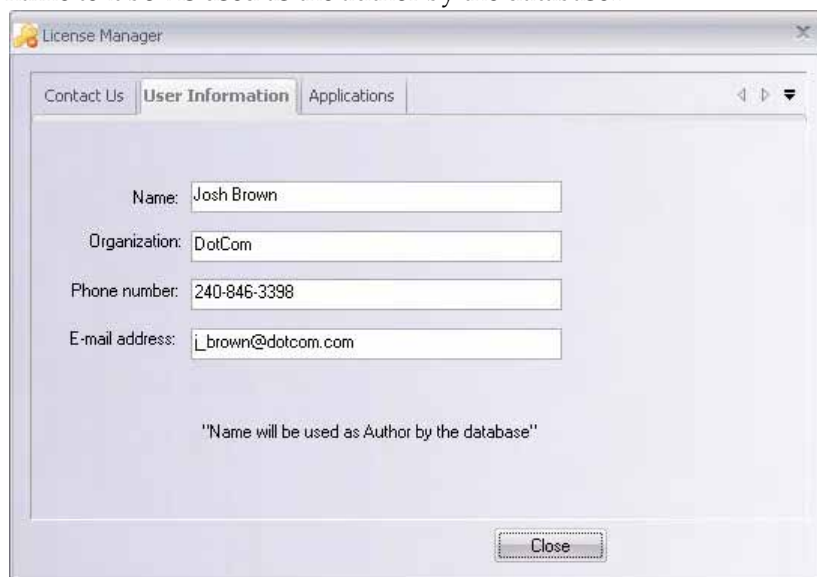 License Manager
Contact Us User Information Applications
Name: Josh Brown
Organization: DotCom
Phone number: 240-846-3398
E-mail address: j_brown@dotcom.com
"Name will be used as Author by the database"
Close